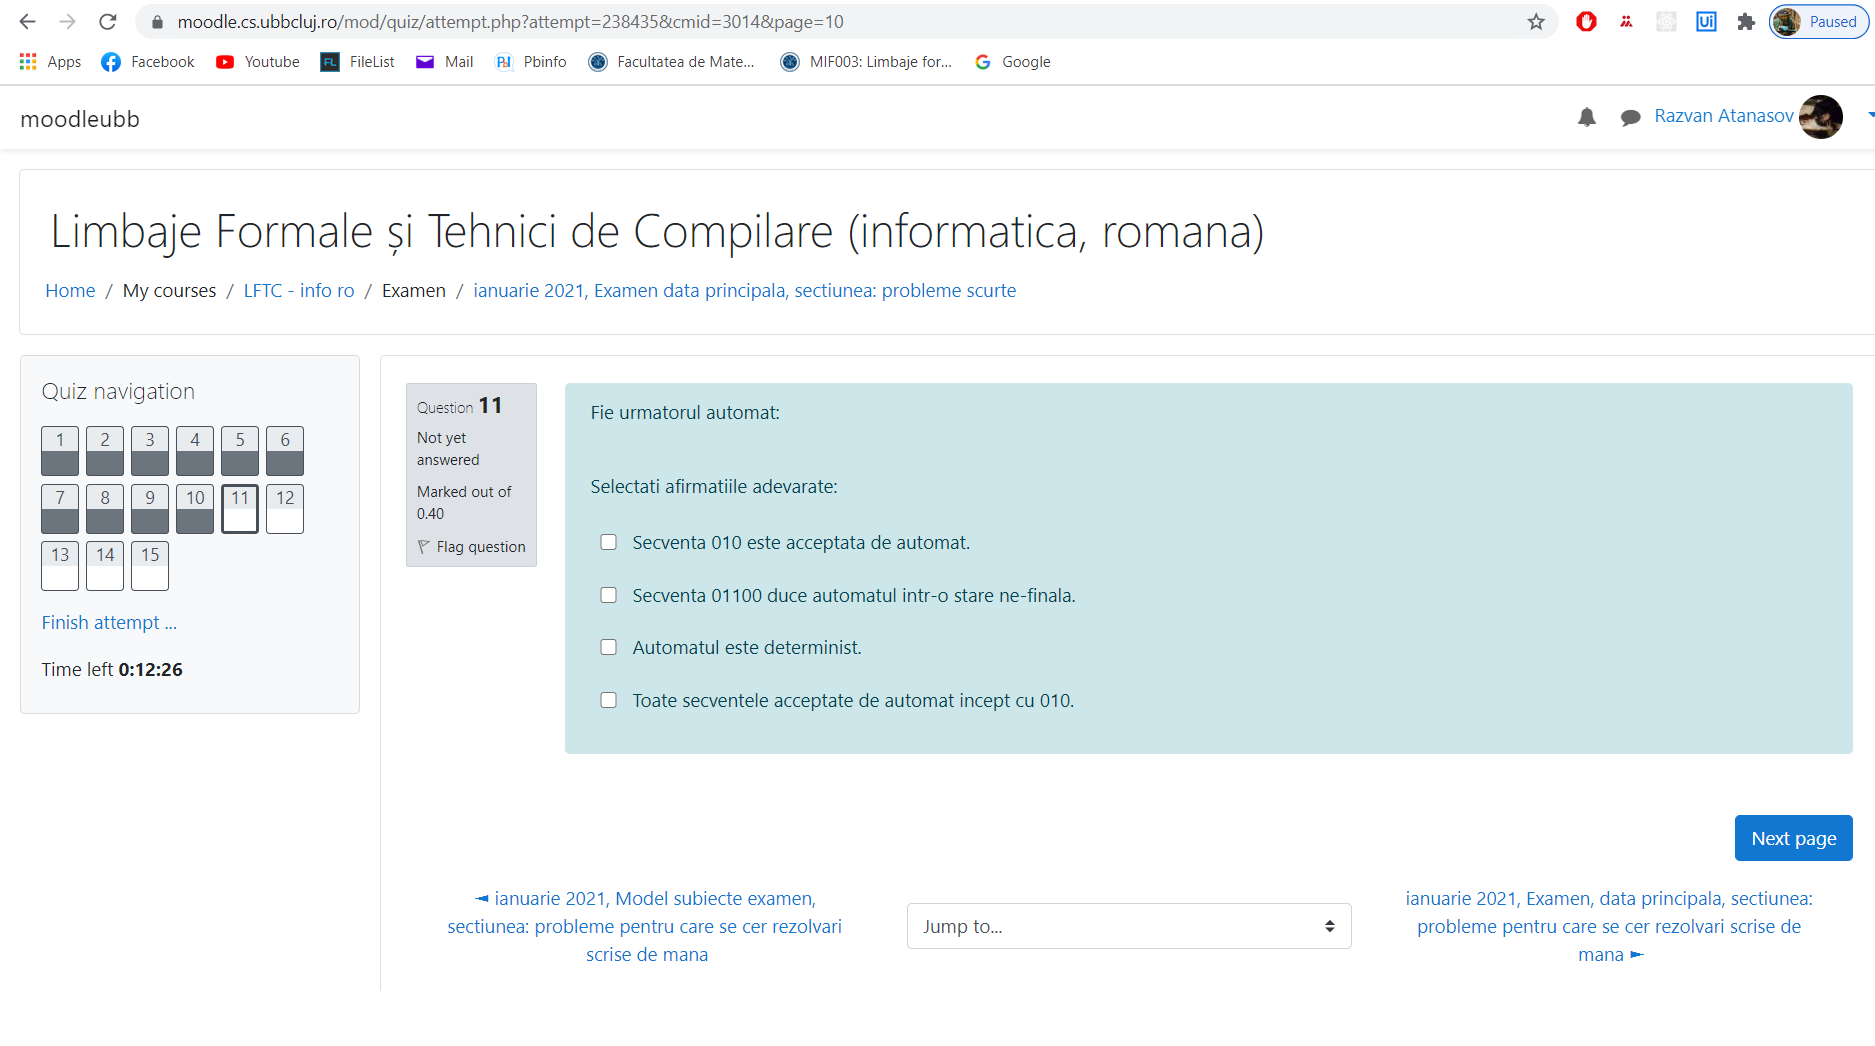 moodle.cs.ubbcluj.ro/mod/quiz/attempt.php?attempt=238435&cmid=3014&page=10
Paused
Apps Facebook Youtube FileList Mail Pbinfo Facultatea de Mate... MIF003: Limbaje for... Google
moodleubb
Razvan Atanasov
Limbaje Formale și Tehnici de Compilare (informatica, romana)
Home / My courses / LFTC - info ro / Examen / ianuarie 2021, Examen data principala, sectiunea: probleme scurte
Quiz navigation
1 2 3 4 5 6
7 8 9 10 11 12
13 14 15
Finish attempt ...
Time left 0:12:26
Question 11
Not yet
answered
Marked out of
0.40
Flag question
Fie urmatorul automat:
Selectati afirmatiile adevarate:
Secventa 010 este acceptata de automat.
Secventa 01100 duce automatul intr-o stare ne-finala.
Automatul este determinist.
Toate secventele acceptate de automat incept cu 010.
Next page
◄ ianuarie 2021, Model subiecte examen,
sectiunea: probleme pentru care se cer rezolvari
scrise de mana
Jump to...
ianuarie 2021, Examen, data principala, sectiunea:
probleme pentru care se cer rezolvari scrise de
mana ►